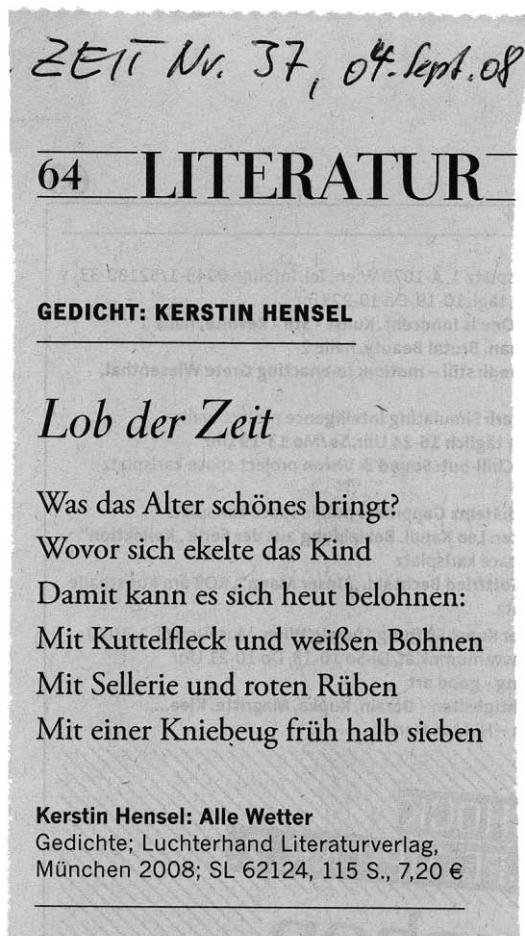 ZEIT Nr. 37, 04. Sept. 08
64 LITERATUR
GEDICHT: KERSTIN HENSEL
Lob der Zeit
Was das Alter schönes bringt?
Wovor sich ekelte das Kind
Damit kann es sich heut belohnen:
Mit Kuttelfleck und weißen Bohnen
Mit Sellerie und roten Rüben
Mit einer Kniebeug früh halb sieben
Kerstin Hensel: Alle Wetter
Gedichte; Luchterhand Literaturverlag,
München 2008; SL 62124, 115 S., 7,20 €